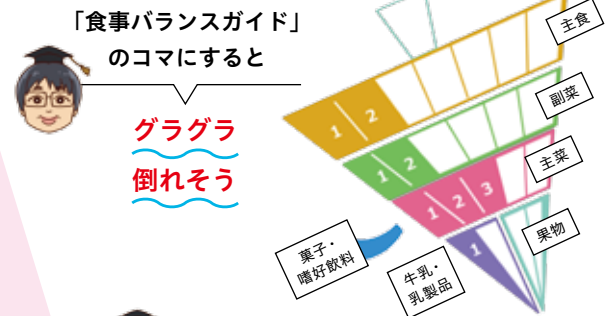 「食事バランスガイド」
のコマにすると
グラグラ
倒れそう
主食
1 2
副菜
1 2
主菜
1 2 3
果物
牛乳・
乳製品
1
菓子・
嗜好飲料